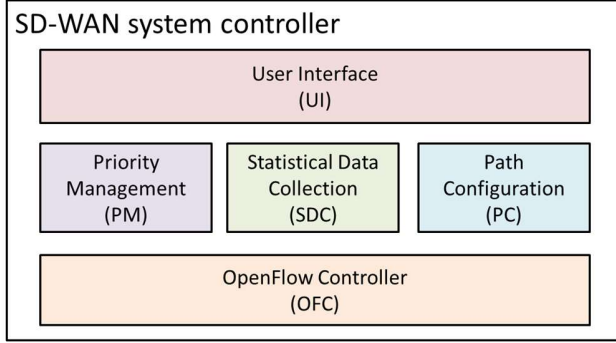 SD-WAN system controller
User Interface
(UI)
Priority
Management
(PM)
Statistical Data
Collection
(SDC)
Path
Configuration
(PC)
OpenFlow Controller
(OFC)